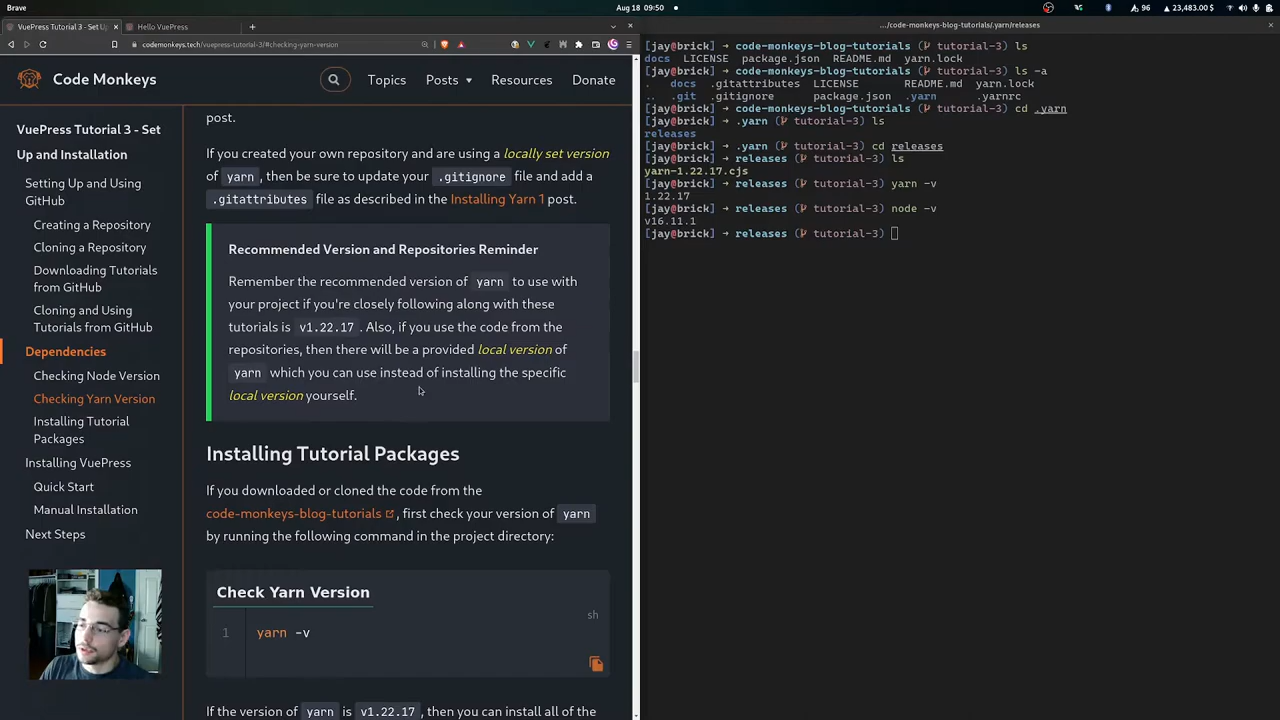 Brave
Aug 18 09:50
96
23,483.00 $
VuePress Tutorial 3 - Set Up
Hello VuePress
.../code-monkeys-blog-tutorials/.yarn/releases
codemonkeys.tech/vuepress-tutorial-3/#checking-yarn-version
Code Monkeys
Topics
Posts
Resources
Donate
VuePress Tutorial 3 - Set
Up and Installation
Setting Up and Using
GitHub
Creating a Repository
Cloning a Repository
Downloading Tutorials
from GitHub
Cloning and Using
Tutorials from GitHub
Dependencies
Checking Node Version
Checking Yarn Version
Installing Tutorial
Packages
Installing VuePress
Quick Start
Manual Installation
Next Steps
post.
If you created your own repository and are using a locally set version
of yarn, then be sure to update your .gitignore file and add a
.gitattributes file as described in the Installing Yarn 1 post.
Recommended Version and Repositories Reminder
Remember the recommended version of yarn to use with
your project if you're closely following along with these
tutorials is v1.22.17. Also, if you use the code from the
repositories, then there will be a provided local version of
yarn which you can use instead of installing the specific
local version yourself.
Installing Tutorial Packages
If you downloaded or cloned the code from the
code-monkeys-blog-tutorials, first check your version of yarn
by running the following command in the project directory:
Check Yarn Version
sh
1 yarn -v
If the version of yarn is v1.22.17, then you can install all of the
[jay@brick] → code-monkeys-blog-tutorials ( tutorial-3) ls
docs LICENSE package.json README.md yarn.lock
[jay@brick] → code-monkeys-blog-tutorials ( tutorial-3) ls -a
. docs .gitattributes LICENSE README.md yarn.lock
.. .git .gitignore package.json .yarn .yarnrc
[jay@brick] → code-monkeys-blog-tutorials ( tutorial-3) cd .yarn
[jay@brick] → .yarn ( tutorial-3) ls
releases
[jay@brick] → .yarn ( tutorial-3) cd releases
[jay@brick] → releases ( tutorial-3) ls
yarn-1.22.17.cjs
[jay@brick] → releases ( tutorial-3) yarn -v
1.22.17
[jay@brick] → releases ( tutorial-3) node -v
v16.11.1
[jay@brick] → releases ( tutorial-3)